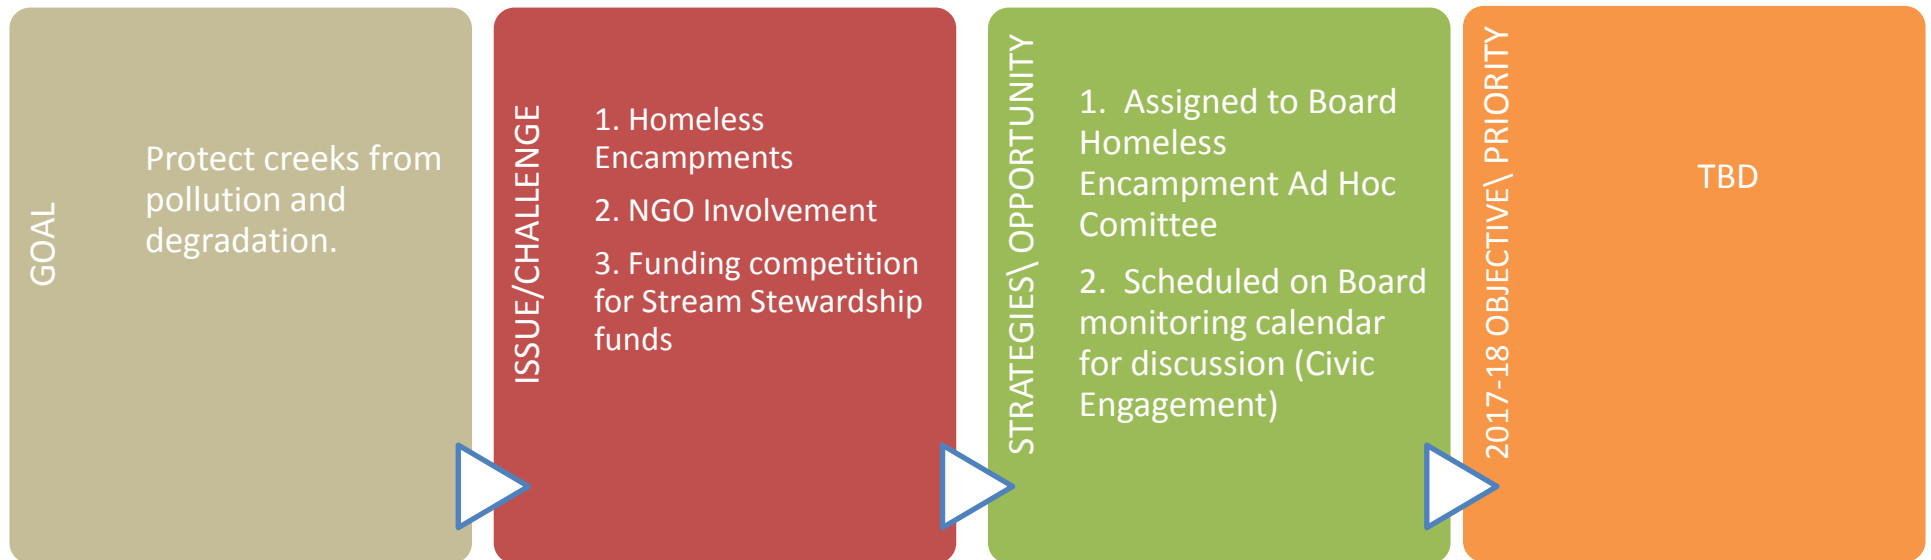 GOAL
Protect creeks from
pollution and
degradation.
ISSUE/CHALLENGE
1. Homeless
Encampments
2. NGO Involvement
3. Funding competition
for Stream Stewardship
funds
STRATEGIES\ OPPORTUNITY
1. Assigned to Board
Homeless
Encampment Ad Hoc
Comittee
2. Scheduled on Board
monitoring calendar
for discussion (Civic
Engagement)
2017-18 OBJECTIVE\ PRIORITY
TBD